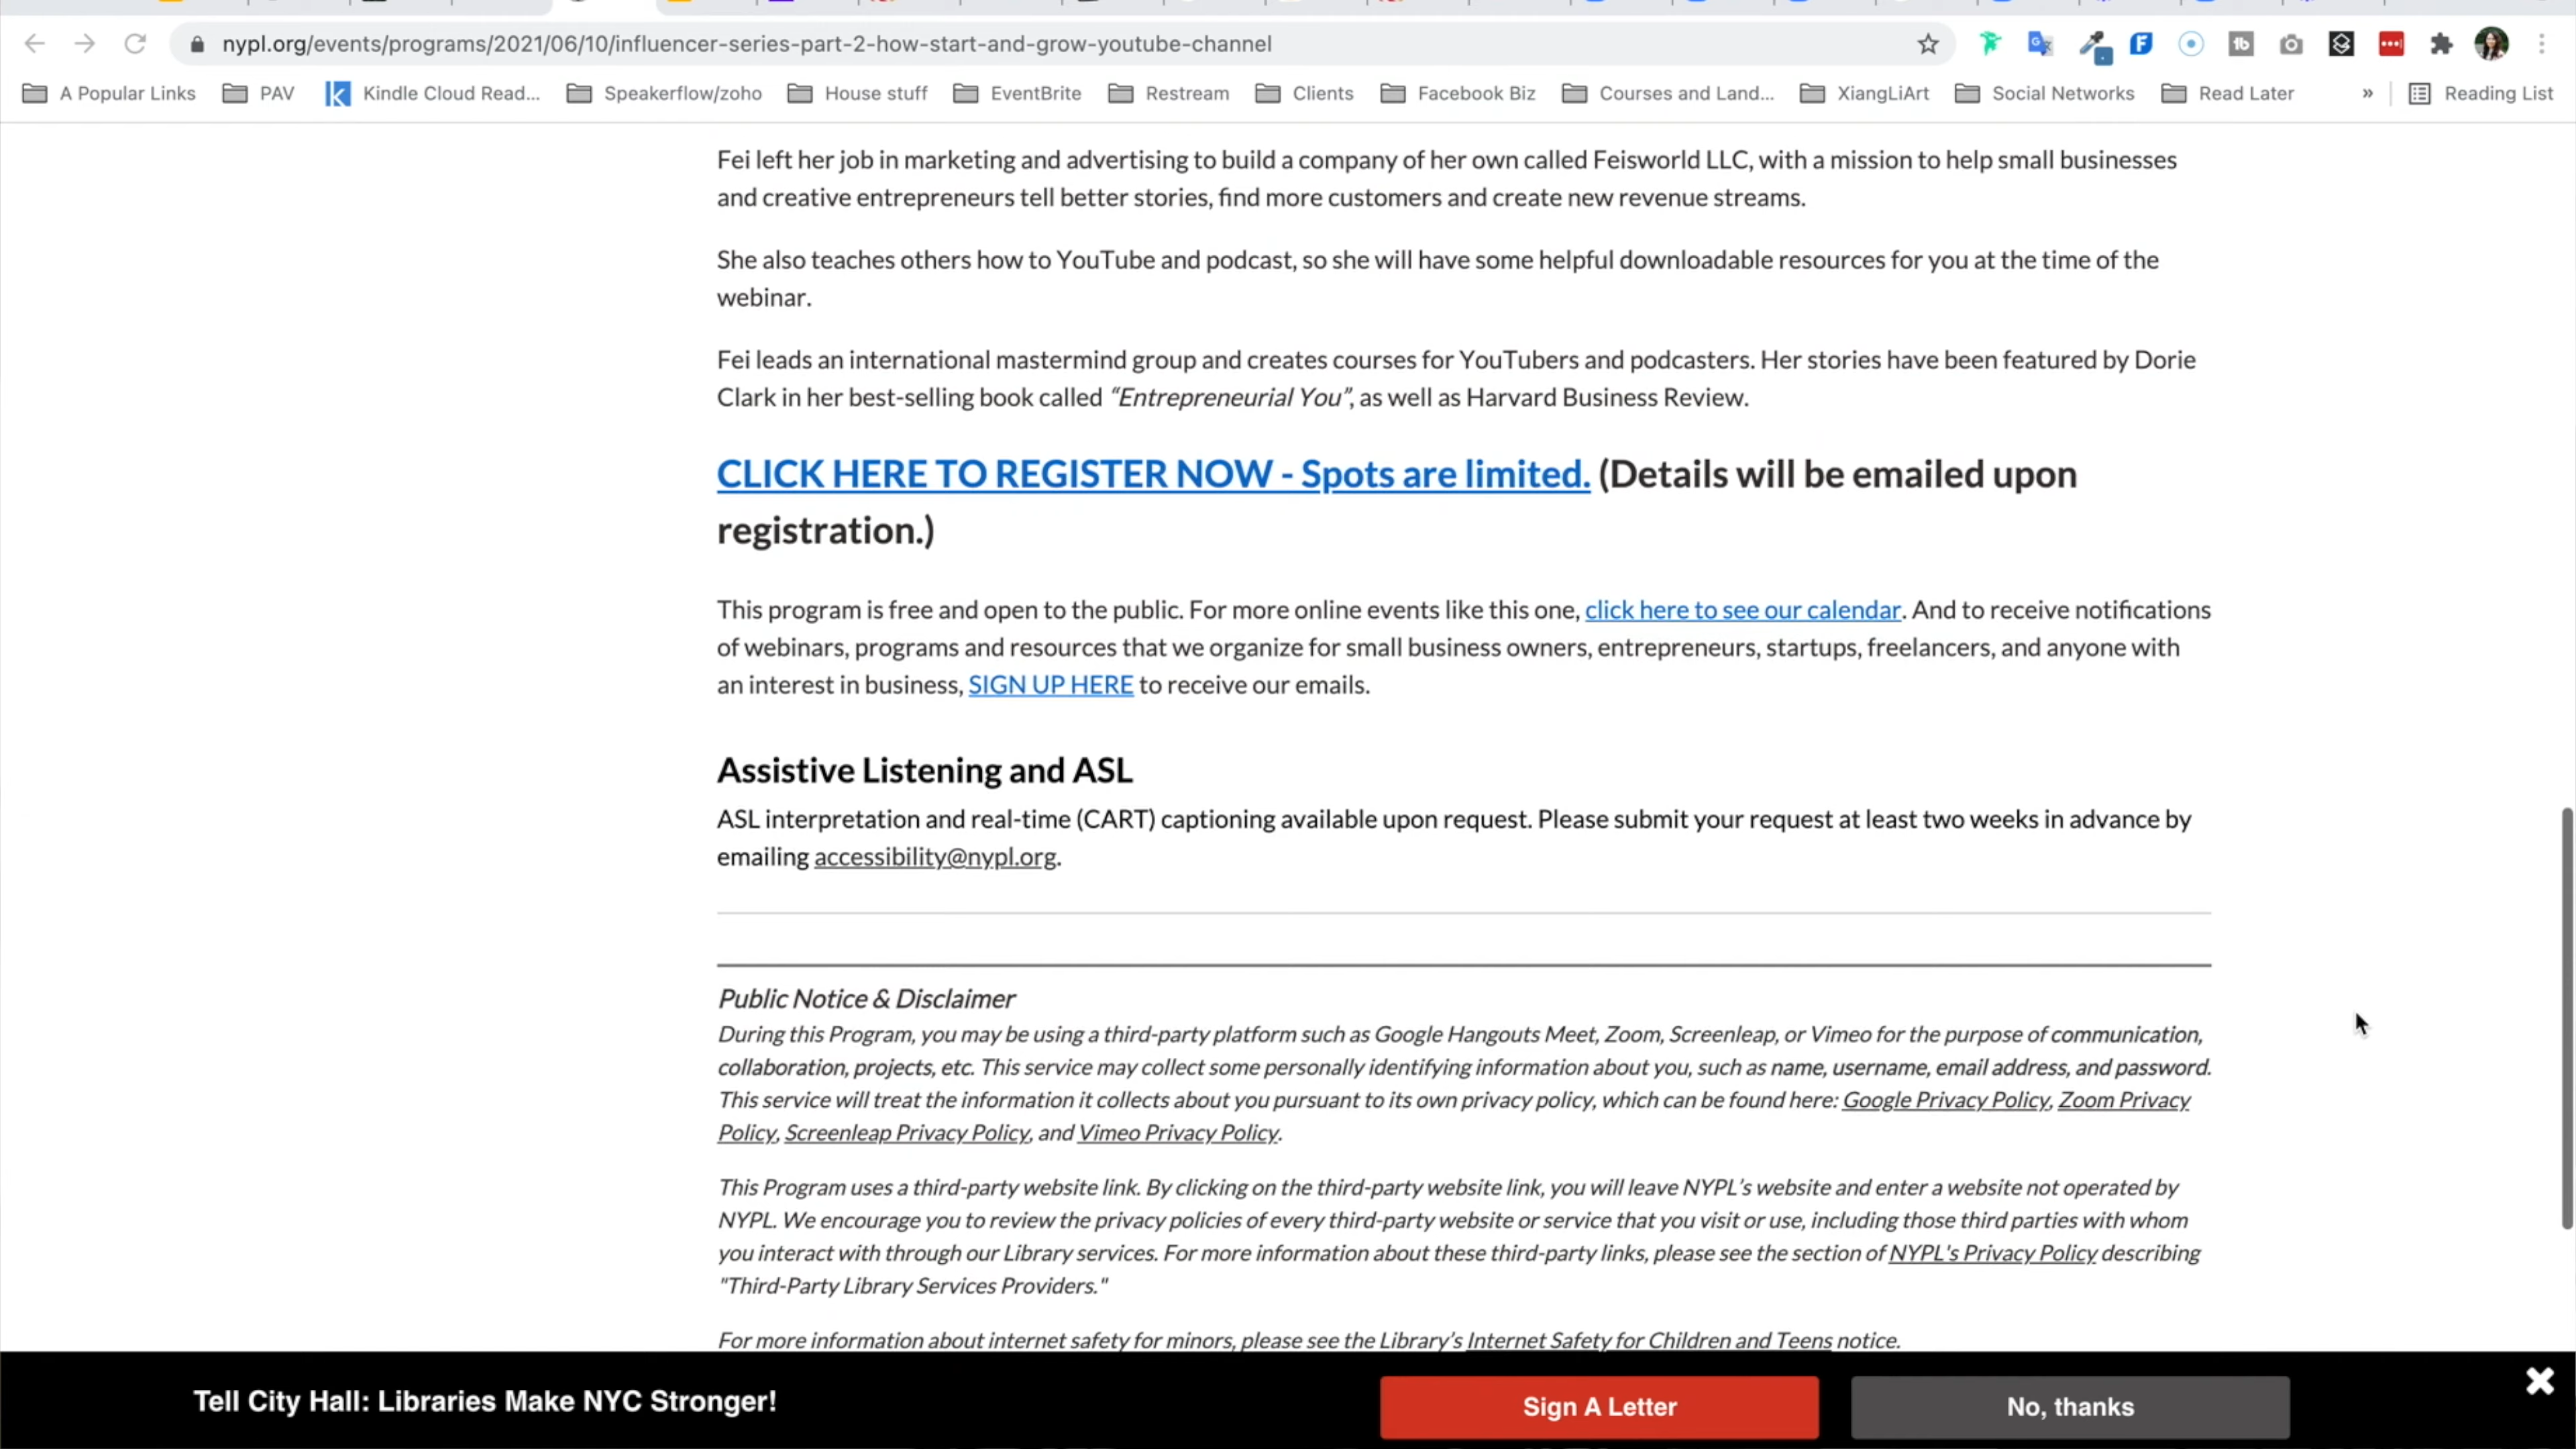 nypl.org/events/programs/2021/06/10/influencer-series-part-2-how-start-and-grow-youtube-channel
A Popular Links PAV Kindle Cloud Read... Speakerflow/zoho House stuff EventBrite Restream Clients Facebook Biz Courses and Land... XiangLiArt Social Networks Read Later » Reading List
Fei left her job in marketing and advertising to build a company of her own called Feisworld LLC, with a mission to help small businesses
and creative entrepreneurs tell better stories, find more customers and create new revenue streams.
She also teaches others how to YouTube and podcast, so she will have some helpful downloadable resources for you at the time of the
webinar.
Fei leads an international mastermind group and creates courses for YouTubers and podcasters. Her stories have been featured by Dorie
Clark in her best-selling book called “Entrepreneurial You”, as well as Harvard Business Review.
CLICK HERE TO REGISTER NOW - Spots are limited. (Details will be emailed upon
registration.)
This program is free and open to the public. For more online events like this one, click here to see our calendar. And to receive notifications
of webinars, programs and resources that we organize for small business owners, entrepreneurs, startups, freelancers, and anyone with
an interest in business, SIGN UP HERE to receive our emails.
Assistive Listening and ASL
ASL interpretation and real-time (CART) captioning available upon request. Please submit your request at least two weeks in advance by
emailing accessibility@nypl.org.
Public Notice & Disclaimer
During this Program, you may be using a third-party platform such as Google Hangouts Meet, Zoom, Screenleap, or Vimeo for the purpose of communication,
collaboration, projects, etc. This service may collect some personally identifying information about you, such as name, username, email address, and password.
This service will treat the information it collects about you pursuant to its own privacy policy, which can be found here: Google Privacy Policy, Zoom Privacy
Policy, Screenleap Privacy Policy, and Vimeo Privacy Policy.
This Program uses a third-party website link. By clicking on the third-party website link, you will leave NYPL’s website and enter a website not operated by
NYPL. We encourage you to review the privacy policies of every third-party website or service that you visit or use, including those third parties with whom
you interact with through our Library services. For more information about these third-party links, please see the section of NYPL's Privacy Policy describing
"Third-Party Library Services Providers."
For more information about internet safety for minors, please see the Library’s Internet Safety for Children and Teens notice.
Tell City Hall: Libraries Make NYC Stronger! Sign A Letter No, thanks